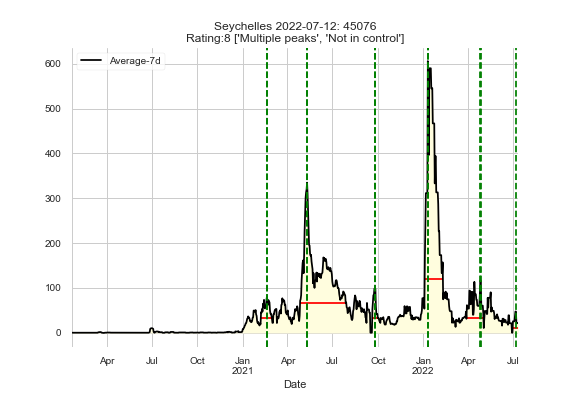 Seychelles 2022-07-12: 45076
Rating:8 ['Multiple peaks', 'Not in control']
Average-7d
600
500
400
300
200
100
0
Apr Jul Oct Jan Apr Jul Oct Jan Apr Jul
2021 2022
Date